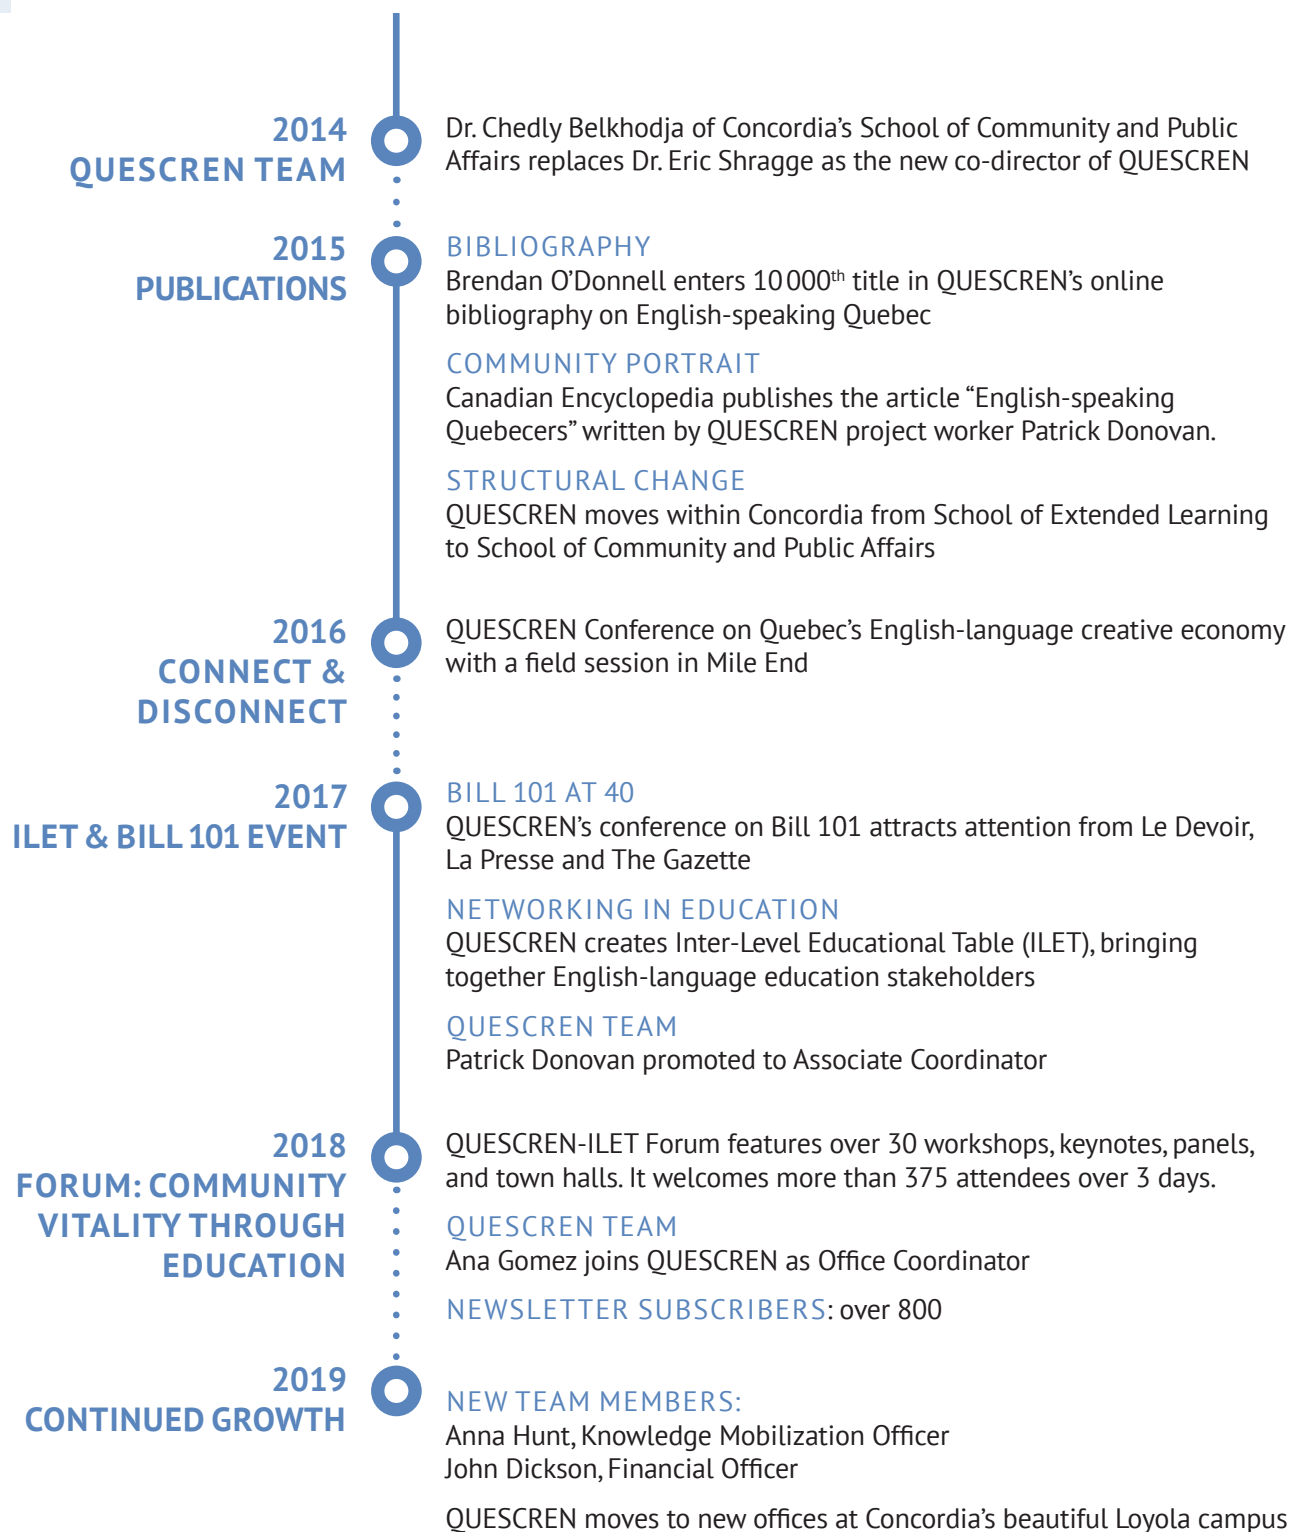 2014
QUESCREN TEAM
Dr. Chedly Belkhodja of Concordia’s School of Community and Public
Affairs replaces Dr. Eric Shragge as the new co-director of QUESCREN
2015
PUBLICATIONS
BIBLIOGRAPHY
Brendan O’Donnell enters 10 000th title in QUESCREN’s online
bibliography on English-speaking Quebec
COMMUNITY PORTRAIT
Canadian Encyclopedia publishes the article “English-speaking
Quebecers” written by QUESCREN project worker Patrick Donovan.
STRUCTURAL CHANGE
QUESCREN moves within Concordia from School of Extended Learning
to School of Community and Public Affairs
2016
CONNECT &
DISCONNECT
QUESCREN Conference on Quebec’s English-language creative economy
with a field session in Mile End
2017
ILET & BILL 101 EVENT
BILL 101 AT 40
QUESCREN’s conference on Bill 101 attracts attention from Le Devoir,
La Presse and The Gazette
NETWORKING IN EDUCATION
QUESCREN creates Inter-Level Educational Table (ILET), bringing
together English-language education stakeholders
QUESCREN TEAM
Patrick Donovan promoted to Associate Coordinator
2018
FORUM: COMMUNITY
VITALITY THROUGH
EDUCATION
QUESCREN-ILET Forum features over 30 workshops, keynotes, panels,
and town halls. It welcomes more than 375 attendees over 3 days.
QUESCREN TEAM
Ana Gomez joins QUESCREN as Office Coordinator
NEWSLETTER SUBSCRIBERS: over 800
2019
CONTINUED GROWTH
NEW TEAM MEMBERS:
Anna Hunt, Knowledge Mobilization Officer
John Dickson, Financial Officer
QUESCREN moves to new offices at Concordia’s beautiful Loyola campus